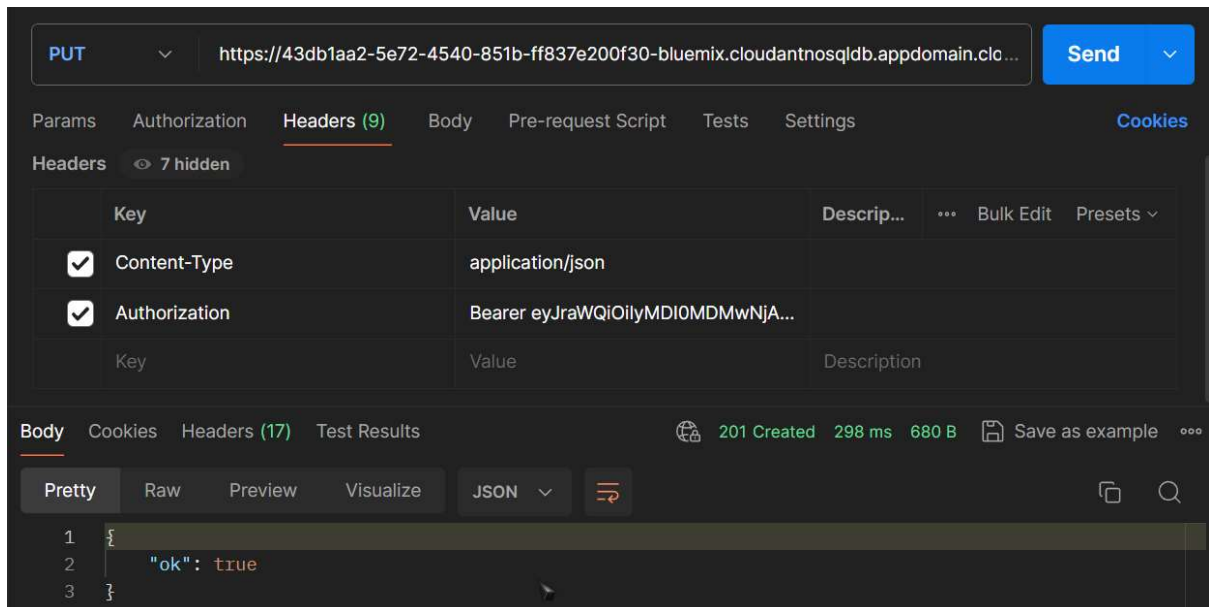 PUT https://43db1aa2-5e72-4540-851b-ff837e200f30-bluemix.cloudantnosqldb.appdomain.clo... Send
Params Authorization Headers (9) Body Pre-request Script Tests Settings Cookies
Headers 7 hidden
Key Value Descrip... Bulk Edit Presets
Content-Type application/json
Authorization Bearer eyJraWQiOiIyMDI0MDMwNjA...
Key Value Description
Body Cookies Headers (17) Test Results 201 Created 298 ms 680 B Save as example
Pretty Raw Preview Visualize JSON
1 {
2 "ok": true
3 }